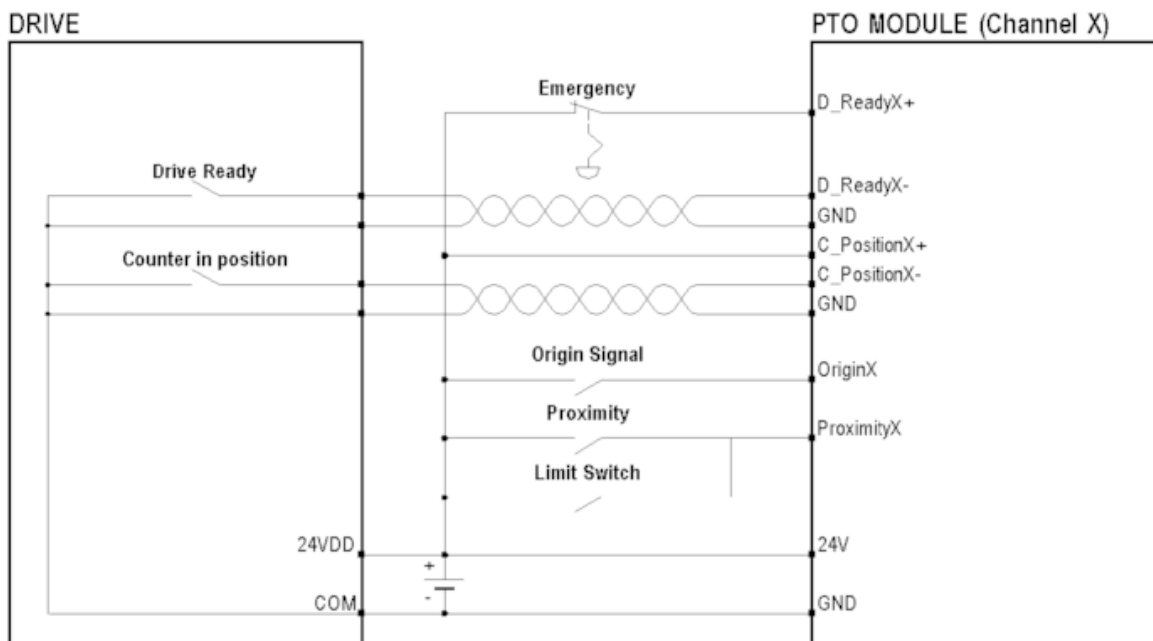 DRIVE
PTO MODULE (Channel X)
Emergency
D_ReadyX+
Drive Ready
D_ReadyX-
GND
C_PositionX+
Counter in position
C_PositionX-
GND
Origin Signal
OriginX
Proximity
ProximityX
Limit Switch
24VDD
24V
+
-
COM
GND